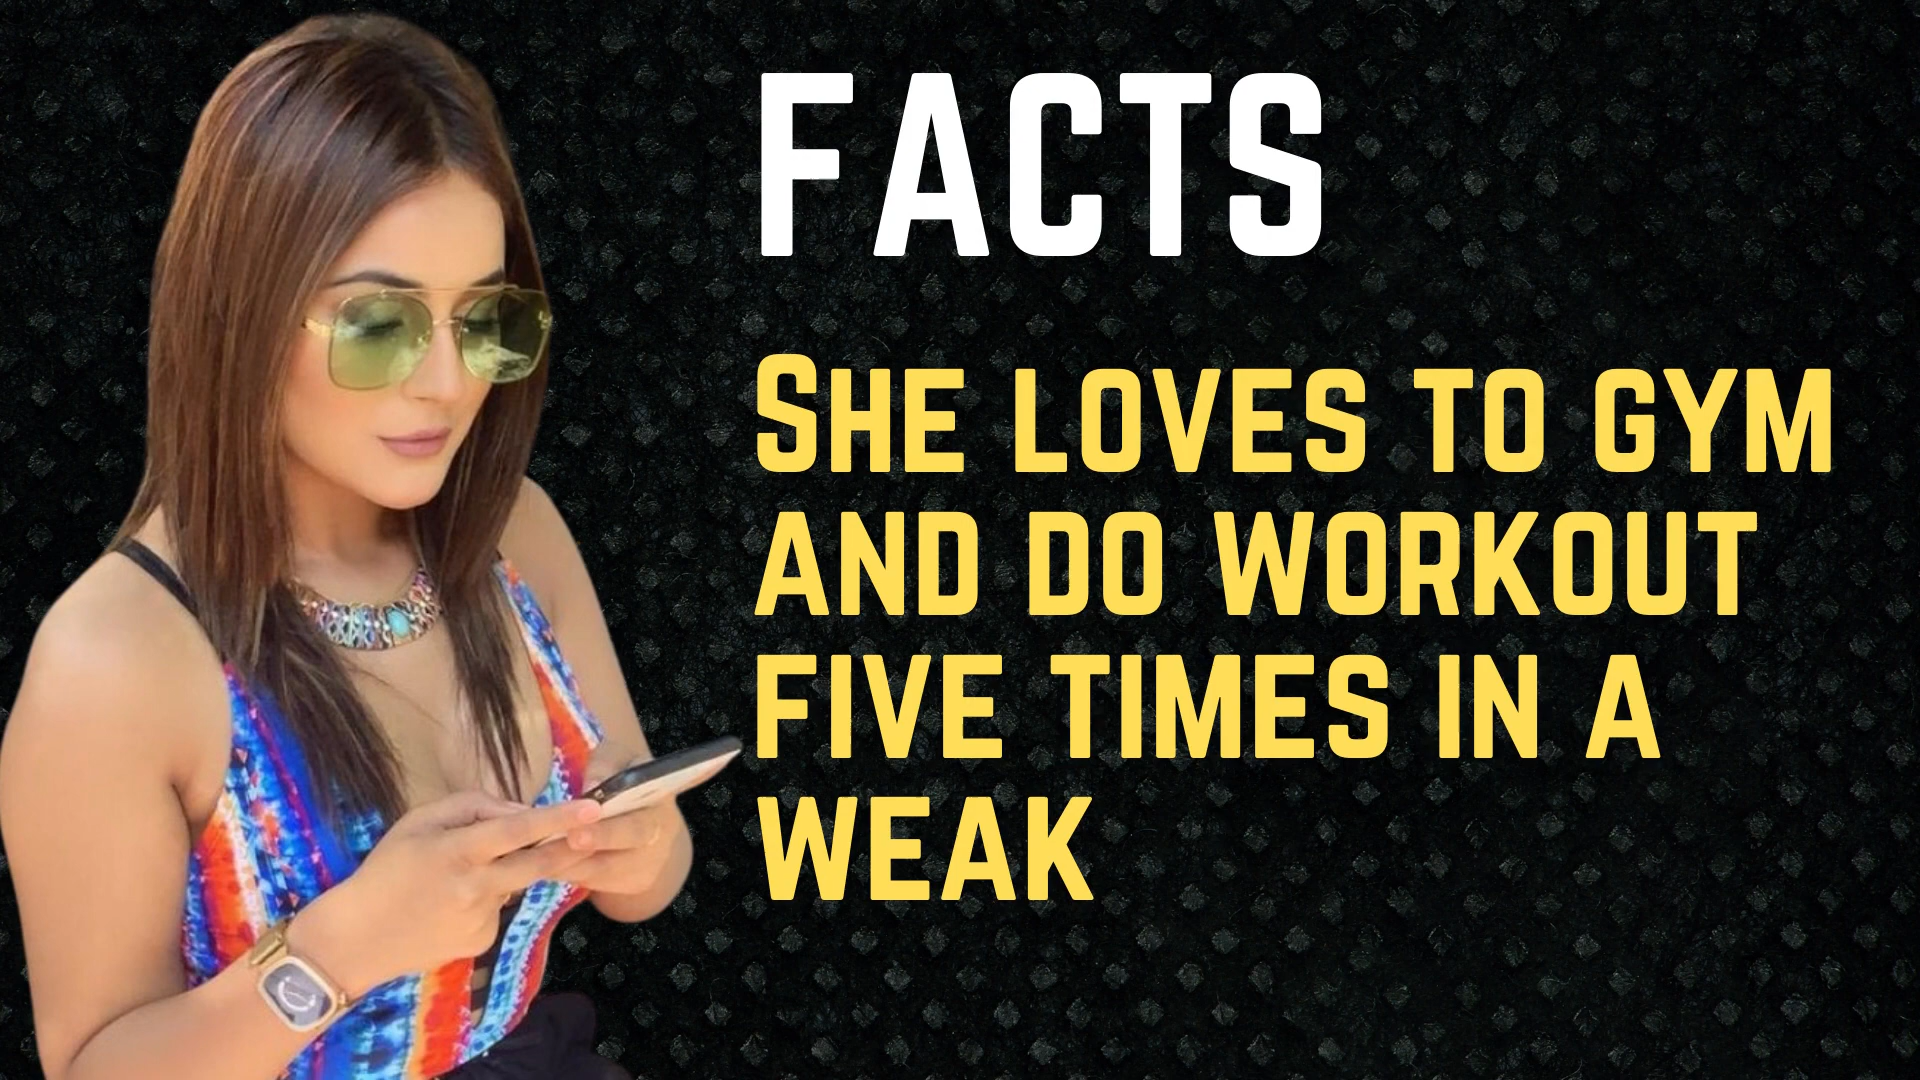 FACTS
SHE LOVES TO GYM
AND DO WORKOUT
FIVE TIMES IN A
WEAK